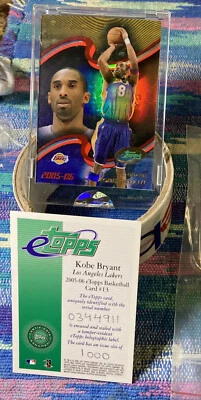 2005-06
LAKERS
8
eTopps
Kobe Bryant
Los Angeles Lakers
2005-06 eTopps Basketball
Card #13
The eTopps card,
uniquely identified with the
serial number
0344911
is encased and sealed with
a tamper-evident
eTopps holographic label.
The card has an issue size of
1000